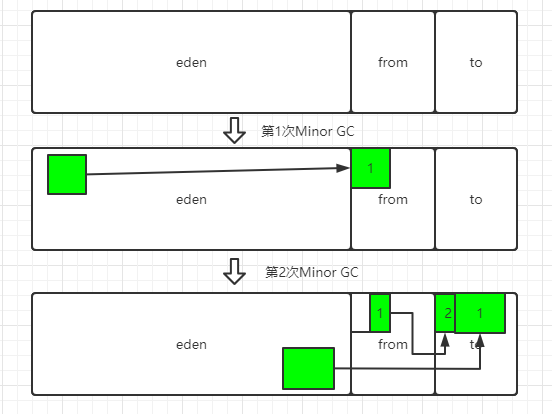 eden from to
第1次Minor GC
1
eden from to
第2次Minor GC
1 2 1
eden from to